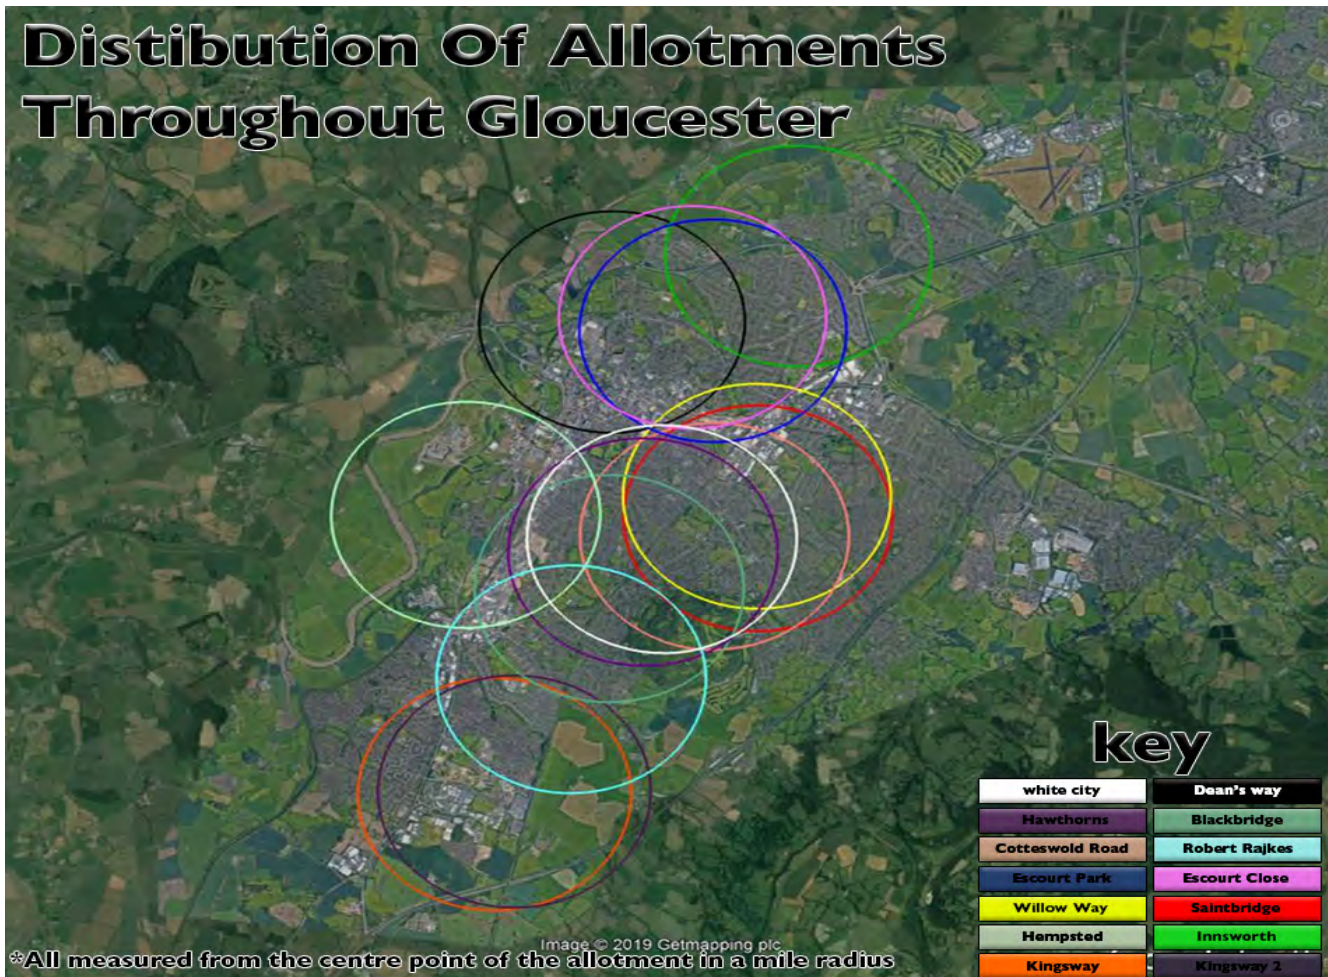 Distibution Of Allotments
Throughout Gloucester
key
white city
Dean's way
Hawthorns
Blackbridge
Cotteswold Road
Robert Rajkes
Escourt Park
Escourt Close
Willow Way
Saintbridge
Hempsted
Innsworth
Kingsway
Kingsway 2
Image © 2019 Getmapping plc
*All measured from the centre point of the allotment in a mile radius